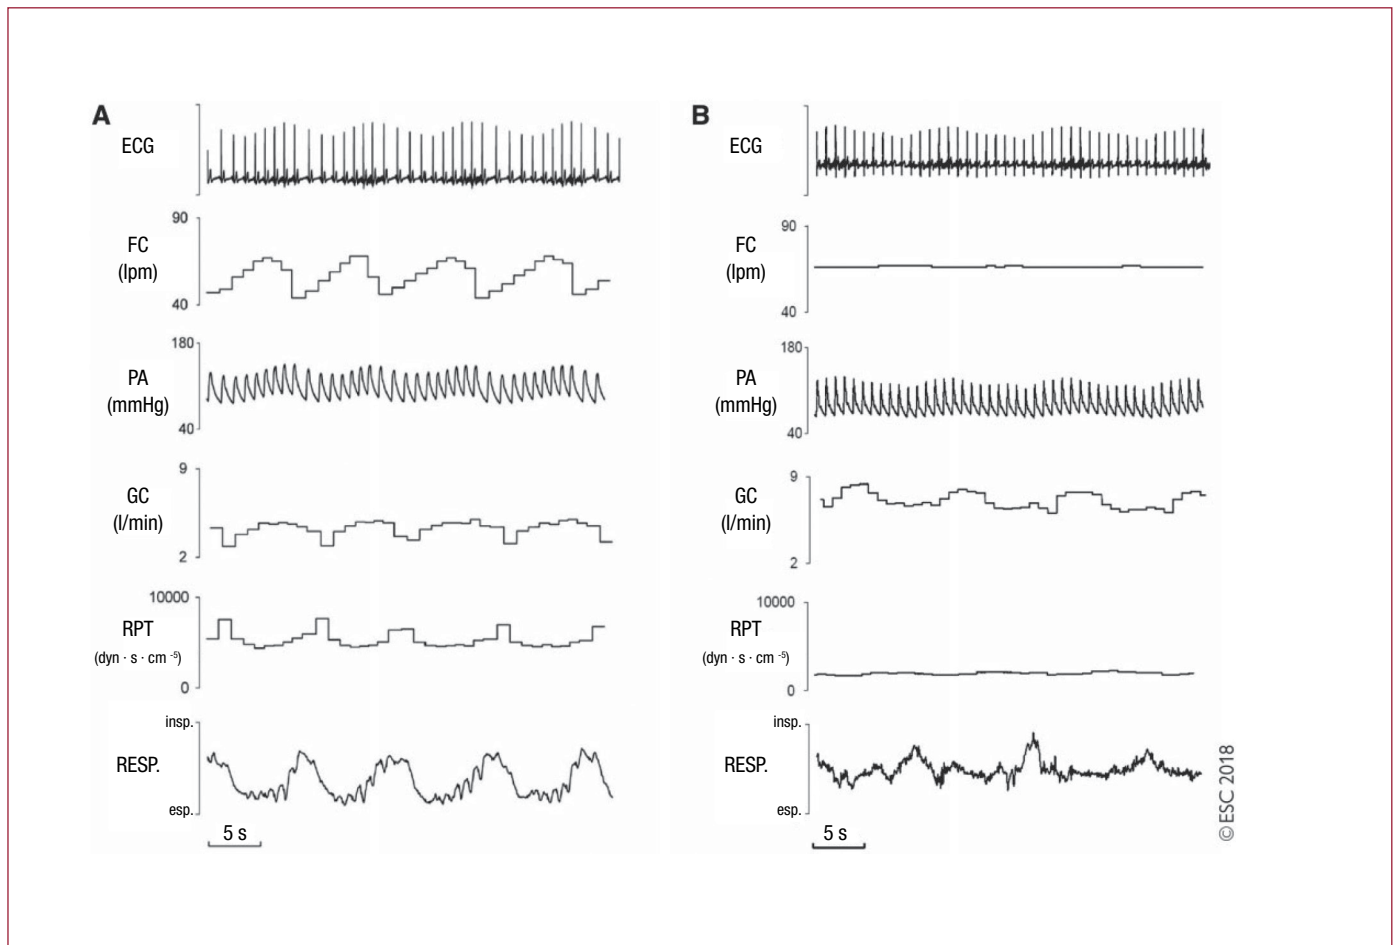 A
ECG
90
FC
(lpm)
40
180
PA
(mmHg)
40
9
GC
(l/min)
2
10000
RPT
(dyn · s · cm -5)
0
insp.
RESP.
esp.
5 s
B
ECG
90
FC
(lpm)
40
180
PA
(mmHg)
40
9
GC
(l/min)
2
10000
RPT
(dyn · s · cm -5)
0
insp.
RESP.
esp.
5 s
© ESC 2018